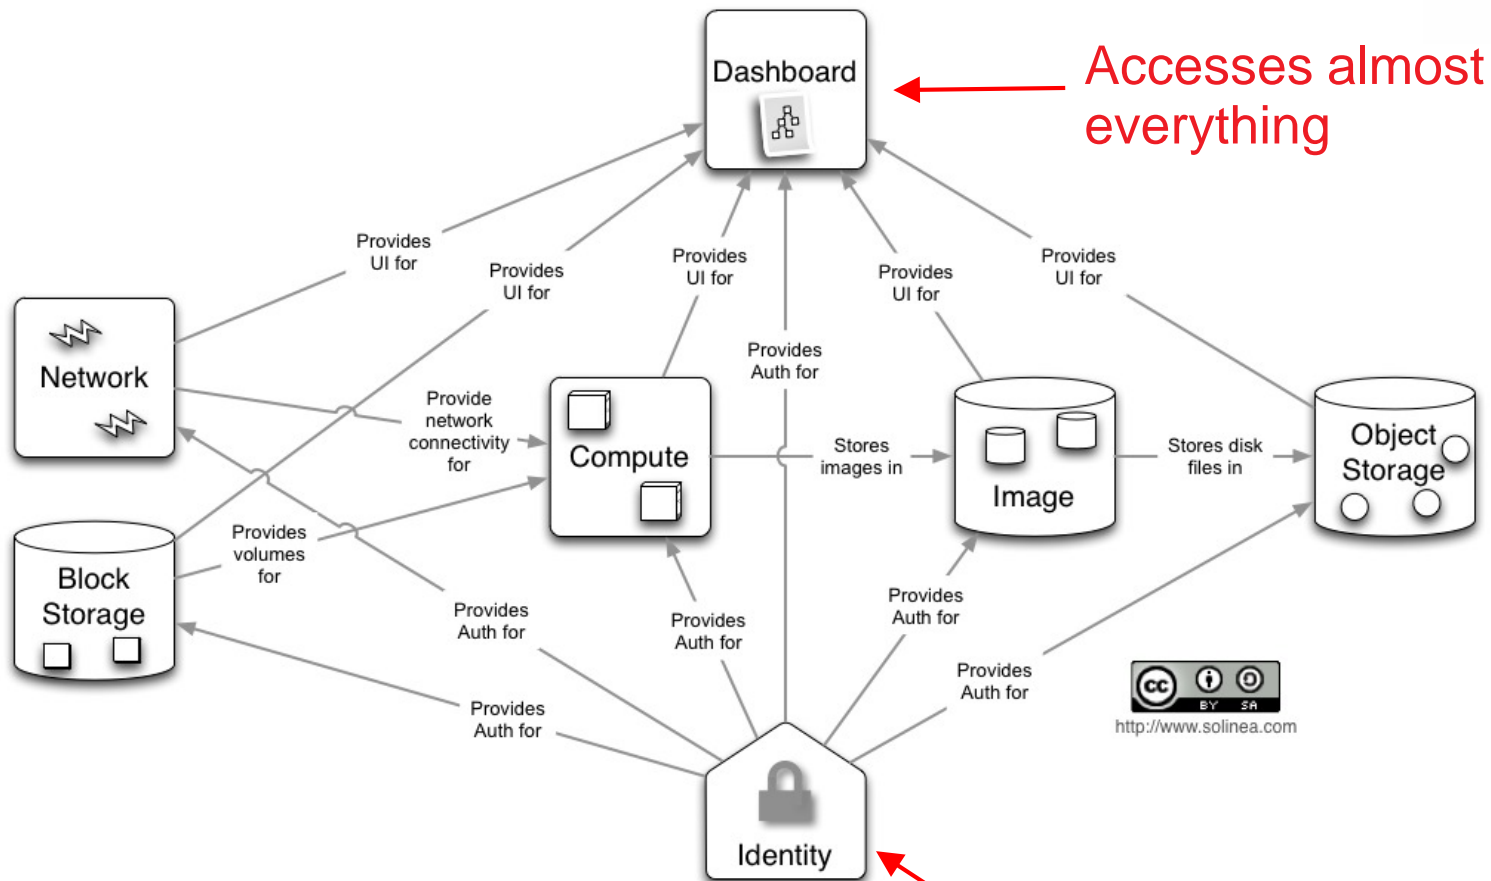 Dashboard
Accesses almost
everything
Provides
UI for
Provides
UI for
Provides
UI for
Provides
UI for
Provides
UI for
Network
Provides
Auth for
Provide
network
connectivity
for
Compute
Stores
images in
Image
Stores disk
files in
Object
Storage
Block
Storage
Provides
volumes
for
Provides
Auth for
Provides
Auth for
Provides
Auth for
Provides
Auth for
Provides
Auth for
cc
BY SA
http://www.solinea.com
Identity